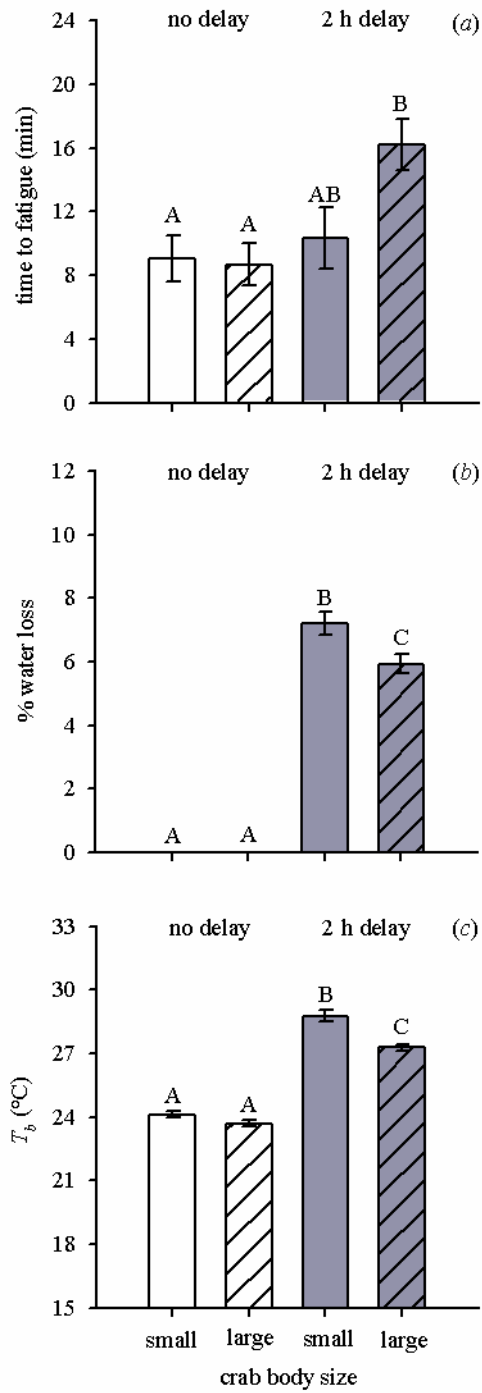 24
no delay 2 h delay (a)
20
B
16
AB
A A
12
8
4
0
time to fatigue (min)
12
no delay 2 h delay (b)
10
8
B
C
6
4
2
A A
0
% water loss
33
no delay 2 h delay (c)
30
B
C
27
A A
24
21
18
15
T_b (°C)
small large small large
crab body size